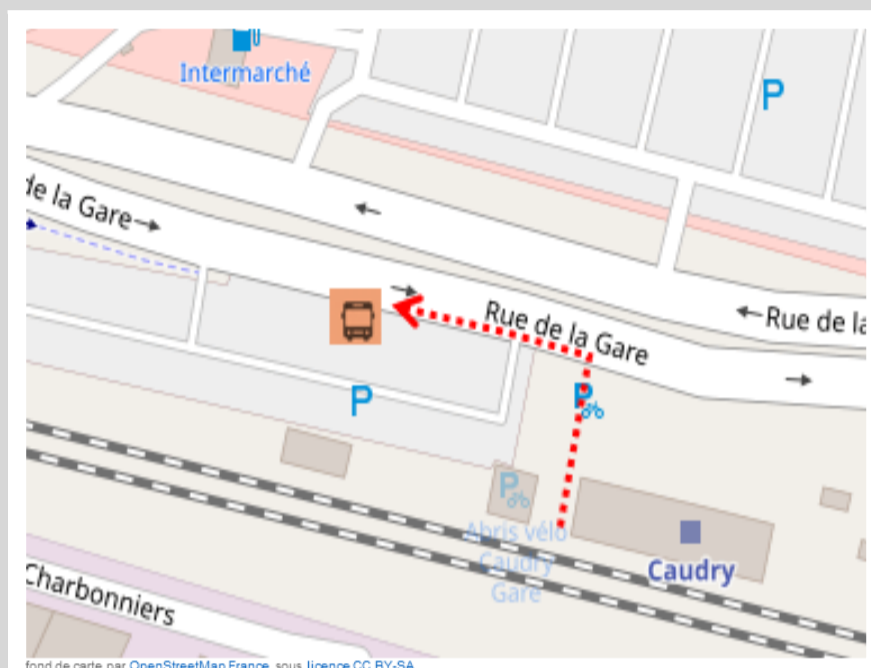 Intermarché
P
de la Gare
Rue de la Gare
Rue de la
P
P
P
Abris vélo
Caudry
Gare
Caudry
Charbonniers
fond de carte par OpenStreetMap France, sous licence CC BY-SA